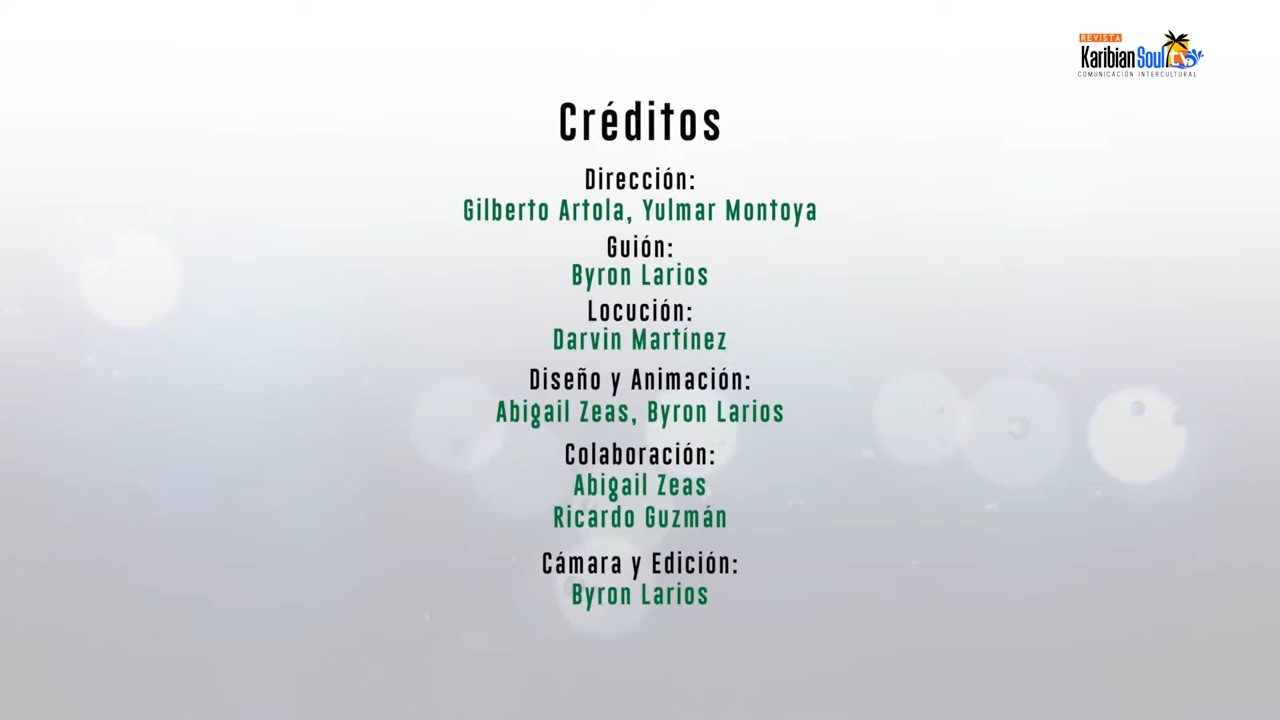 REVISTA
Karibian Soul TV
COMUNICACIÓN INTERCULTURAL
Créditos
Dirección:
Gilberto Artola, Yulmar Montoya
Guión:
Byron Larios
Locución:
Darvin Martínez
Diseño y Animación:
Abigail Zeas, Byron Larios
Colaboración:
Abigail Zeas
Ricardo Guzmán
Cámara y Edición:
Byron Larios